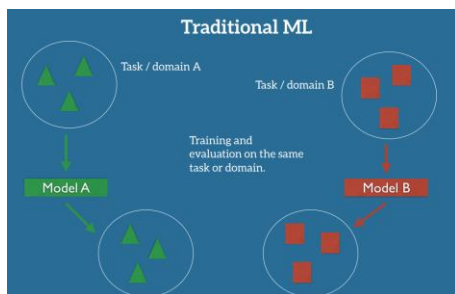 Traditional ML
Task / domain A
Task / domain B
Training and
evaluation on the same
task or domain.
Model A
Model B